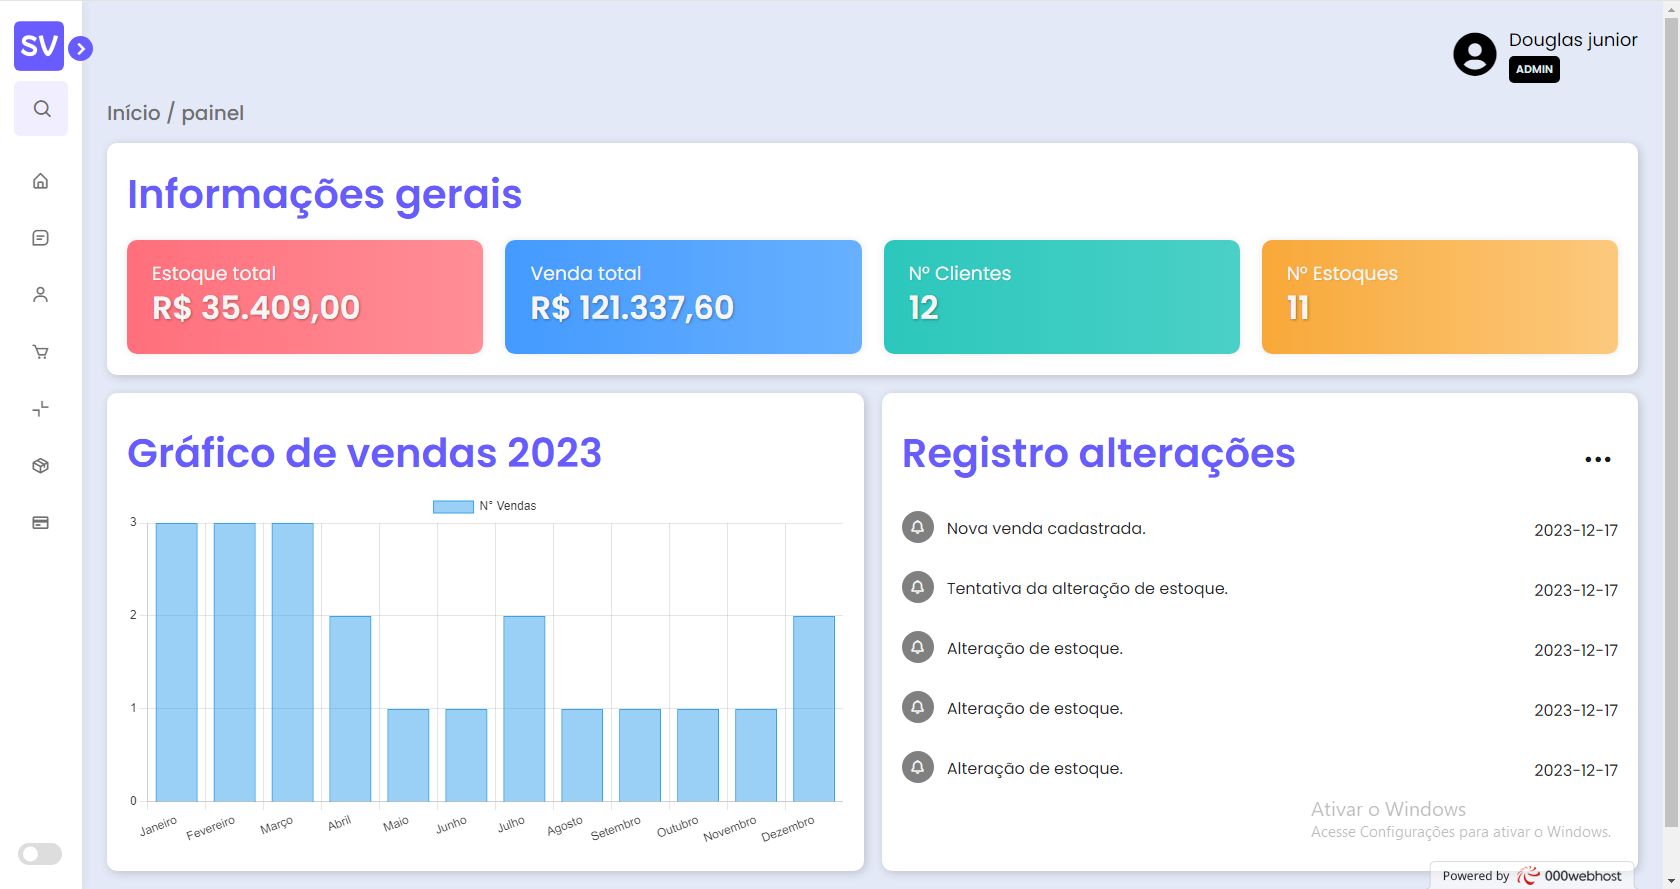 SV
Douglas junior
ADMIN
Início / painel
Informações gerais
Estoque total
R$ 35.409,00
Venda total
R$ 121.337,60
Nº Clientes
12
Nº Estoques
11
Gráfico de vendas 2023
N° Vendas
3
2
1
0
Janeiro
Fevereiro
Março
Abril
Maio
Junho
Julho
Agosto
Setembro
Outubro
Novembro
Dezembro
Registro alterações
Nova venda cadastrada.
2023-12-17
Tentativa da alteração de estoque.
2023-12-17
Alteração de estoque.
2023-12-17
Alteração de estoque.
2023-12-17
Alteração de estoque.
2023-12-17
Ativar o Windows
Acesse Configurações para ativar o Windows.
Powered by 000webhost